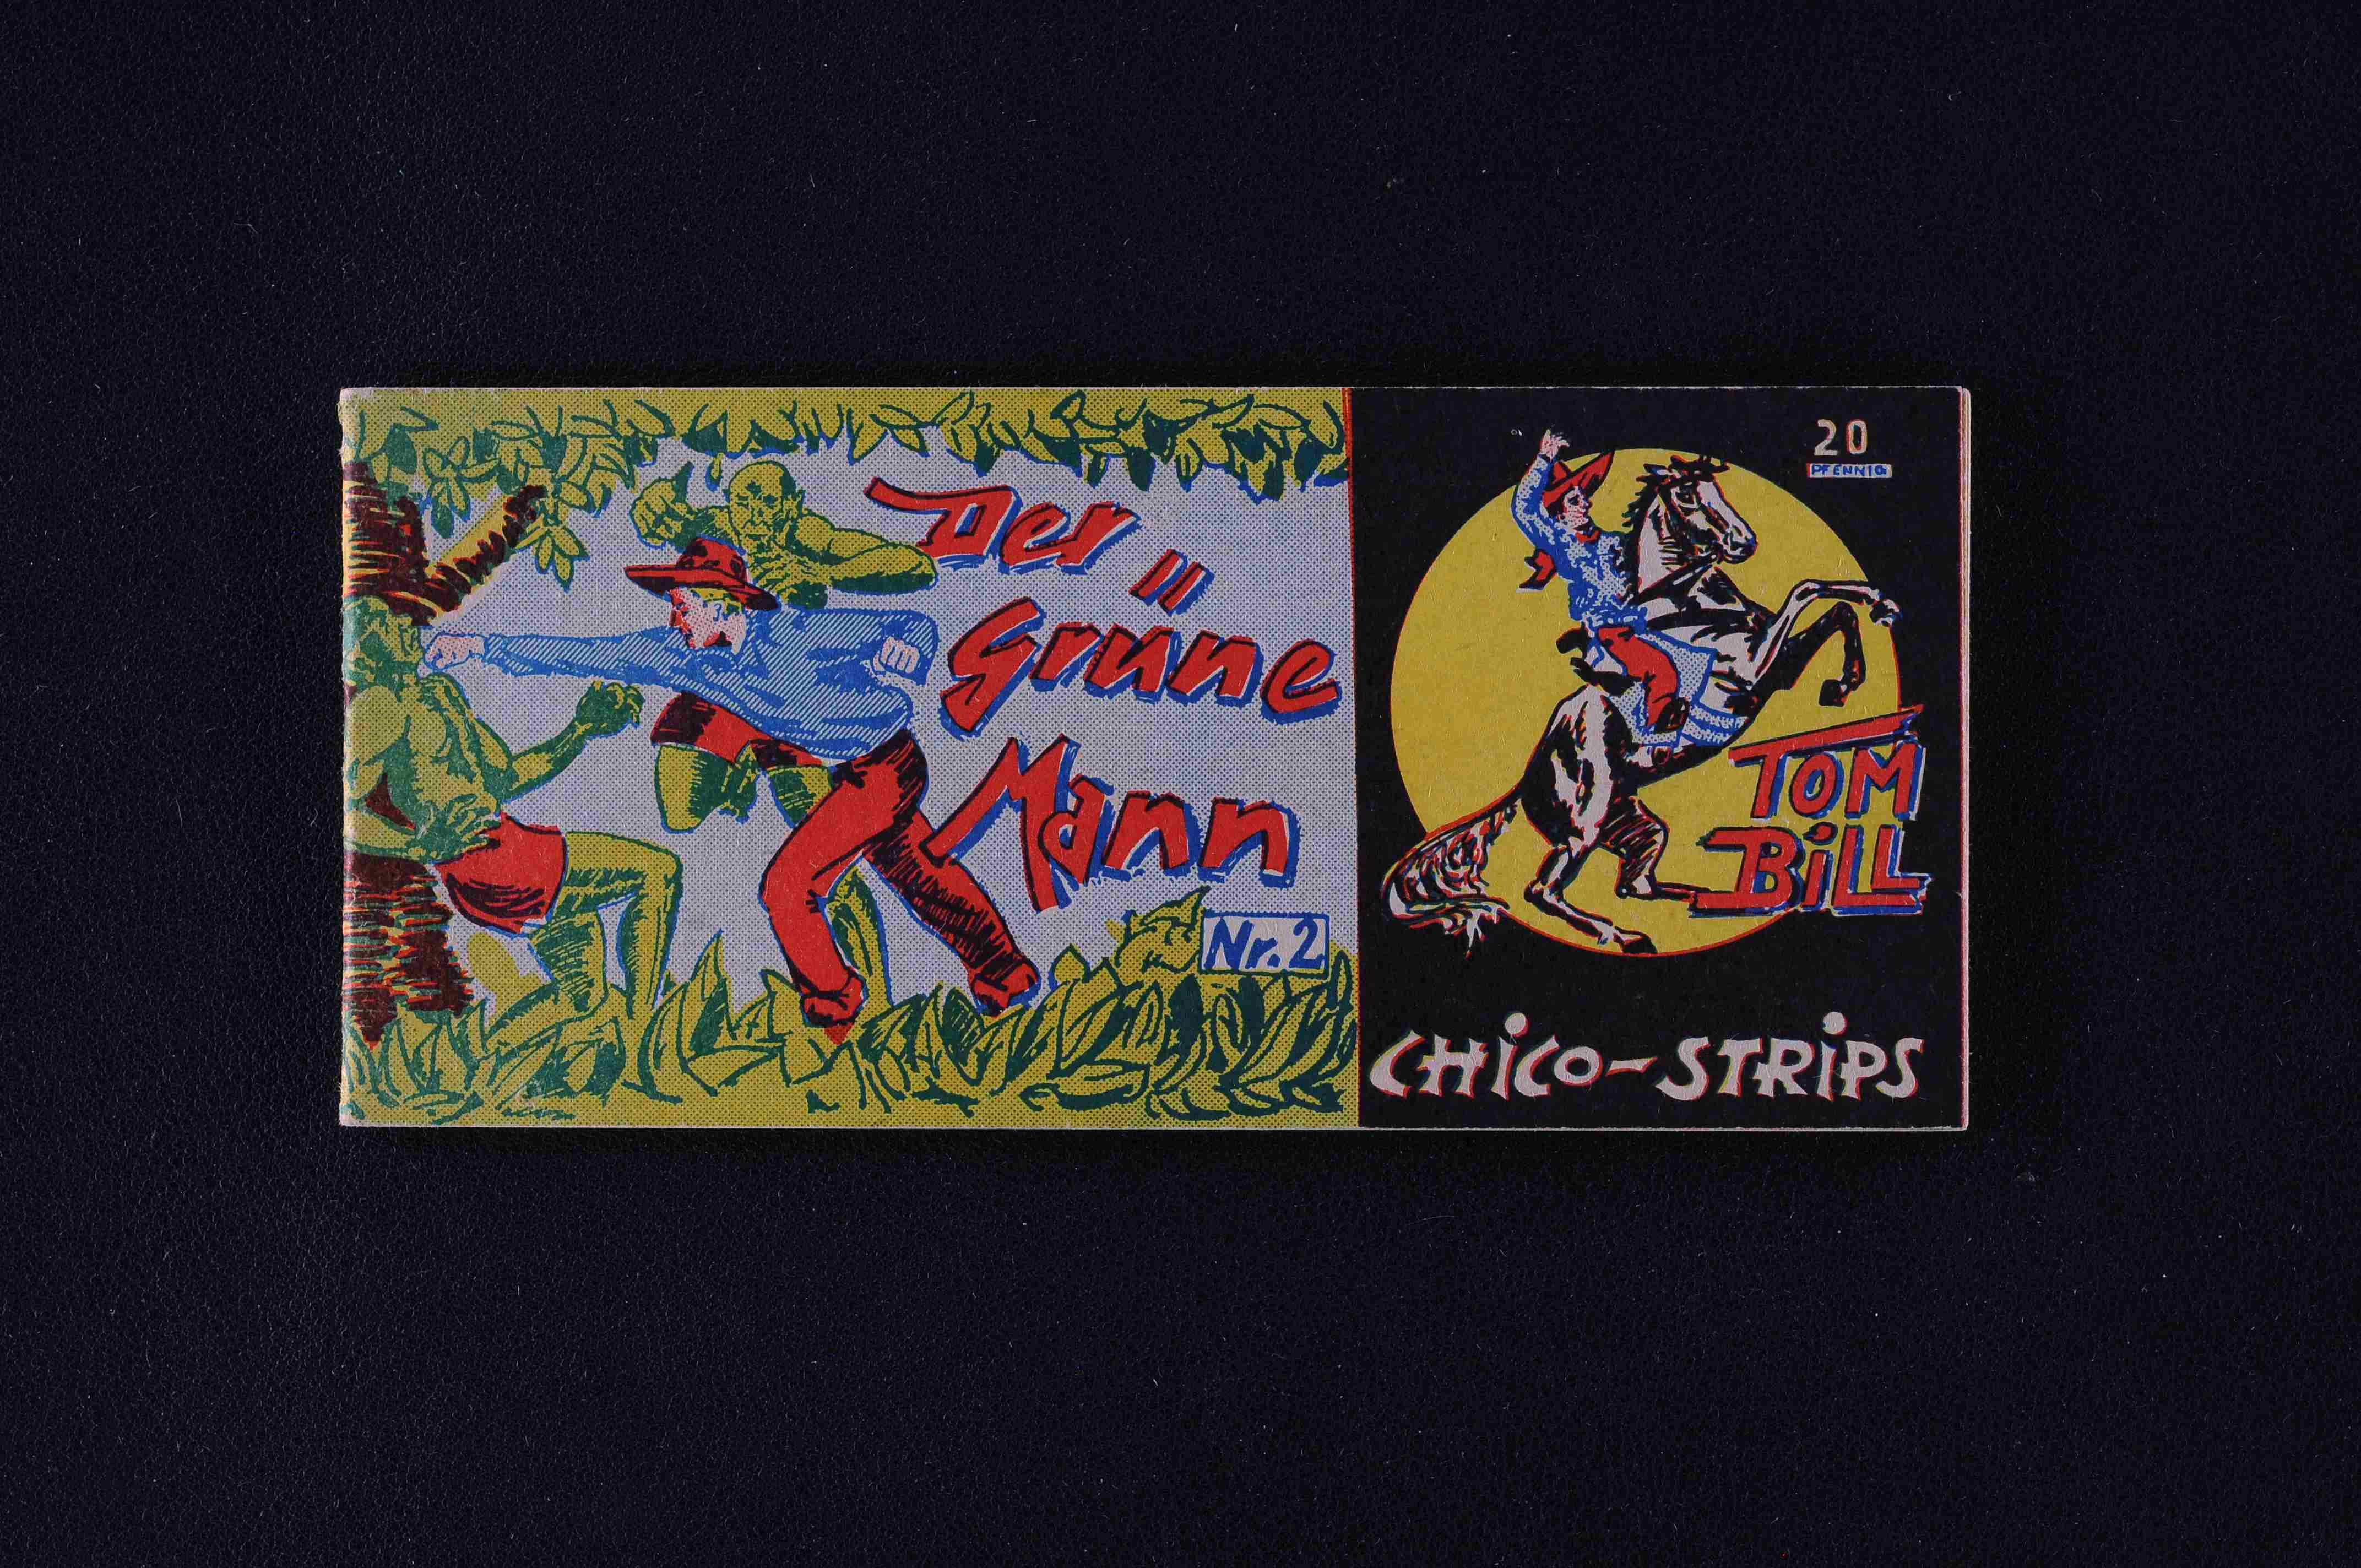 Der
Grüne
Mann
Nr. 2
20
PFENNIG
TOM
BiLL
CHiCO-STRiPS